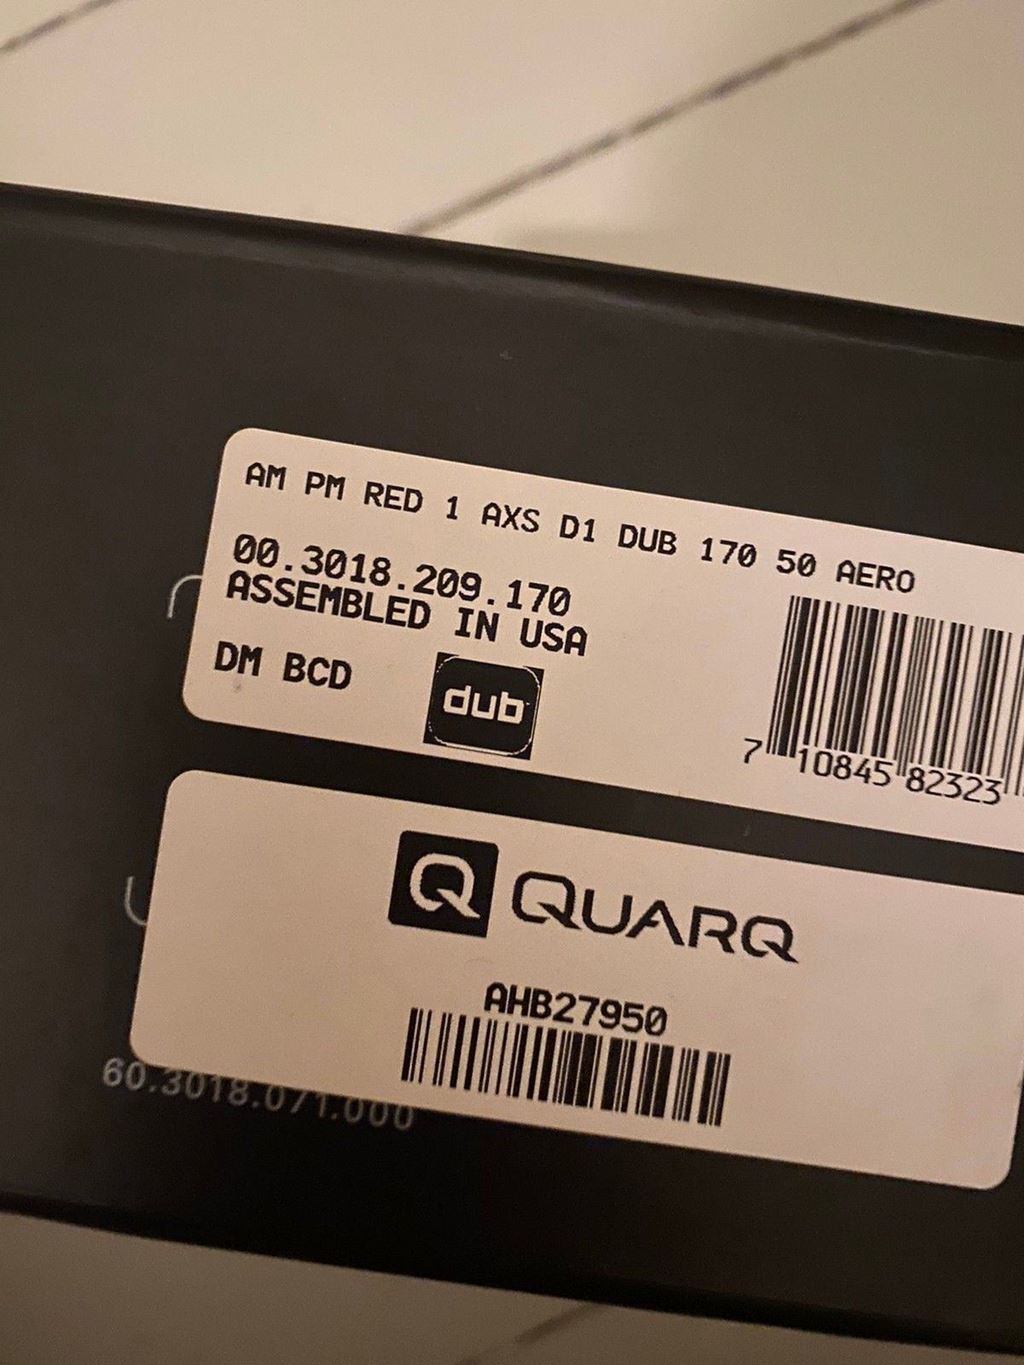 AM PM RED 1 AXS D1 DUB 170 50 AERO
00.3018.209.170
ASSEMBLED IN USA
DM BCD
dub
7 10845 82323
Q QUARQ
AHB27950
60.3018.071.000